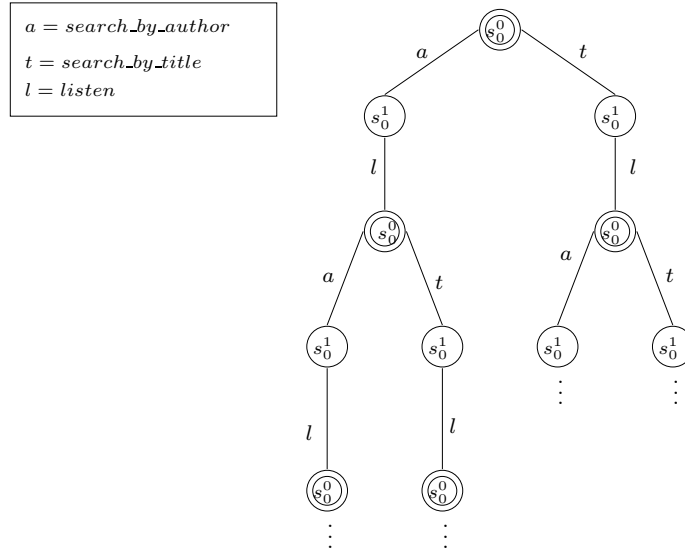 a = search_by_author
t = search_by_title
l = listen
s_0^0
a t
s_0^1 s_0^1
l l
s_0^0 s_0^0
a t a t
s_0^1 s_0^1 s_0^1 s_0^1
⋮ ⋮
l l
s_0^0 s_0^0
⋮ ⋮